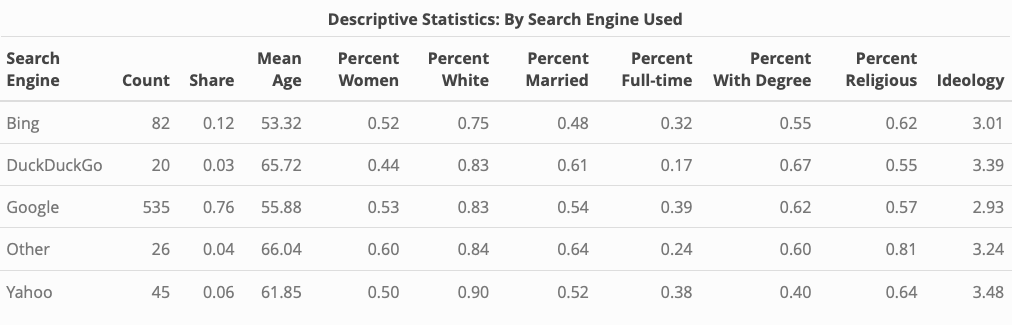 Descriptive Statistics: By Search Engine Used
Search Engine Count Share Mean Age Percent Women Percent White Percent Married Percent Full-time Percent With Degree Percent Religious Ideology
Bing 82 0.12 53.32 0.52 0.75 0.48 0.32 0.55 0.62 3.01
DuckDuckGo 20 0.03 65.72 0.44 0.83 0.61 0.17 0.67 0.55 3.39
Google 535 0.76 55.88 0.53 0.83 0.54 0.39 0.62 0.57 2.93
Other 26 0.04 66.04 0.60 0.84 0.64 0.24 0.60 0.81 3.24
Yahoo 45 0.06 61.85 0.50 0.90 0.52 0.38 0.40 0.64 3.48